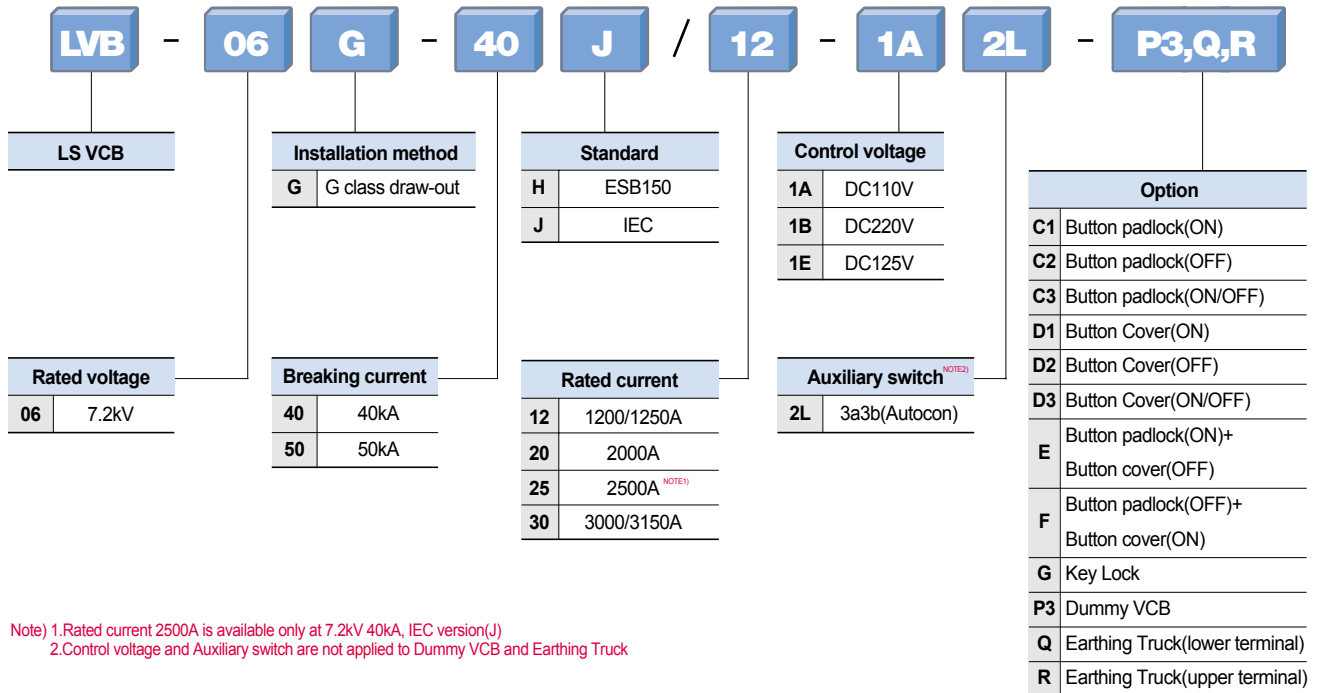 LVB - 06 G - 40 J / 12 - 1A 2L - P3,Q,R
LS VCB
Installation method
G G class draw-out
Standard
H ESB150
J IEC
Control voltage
1A DC110V
1B DC220V
1E DC125V
Rated voltage
06 7.2kV
Breaking current
40 40kA
50 50kA
Rated current
12 1200/1250A
20 2000A
25 2500A NOTE1)
30 3000/3150A
Auxiliary switch NOTE2)
2L 3a3b(Autocon)
Option
C1 Button padlock(ON)
C2 Button padlock(OFF)
C3 Button padlock(ON/OFF)
D1 Button Cover(ON)
D2 Button Cover(OFF)
D3 Button Cover(ON/OFF)
E Button padlock(ON)+
Button cover(OFF)
F Button padlock(OFF)+
Button cover(ON)
G Key Lock
P3 Dummy VCB
Q Earthing Truck(lower terminal)
R Earthing Truck(upper terminal)
Note) 1.Rated current 2500A is available only at 7.2kV 40kA, IEC version(J)
2.Control voltage and Auxiliary switch are not applied to Dummy VCB and Earthing Truck